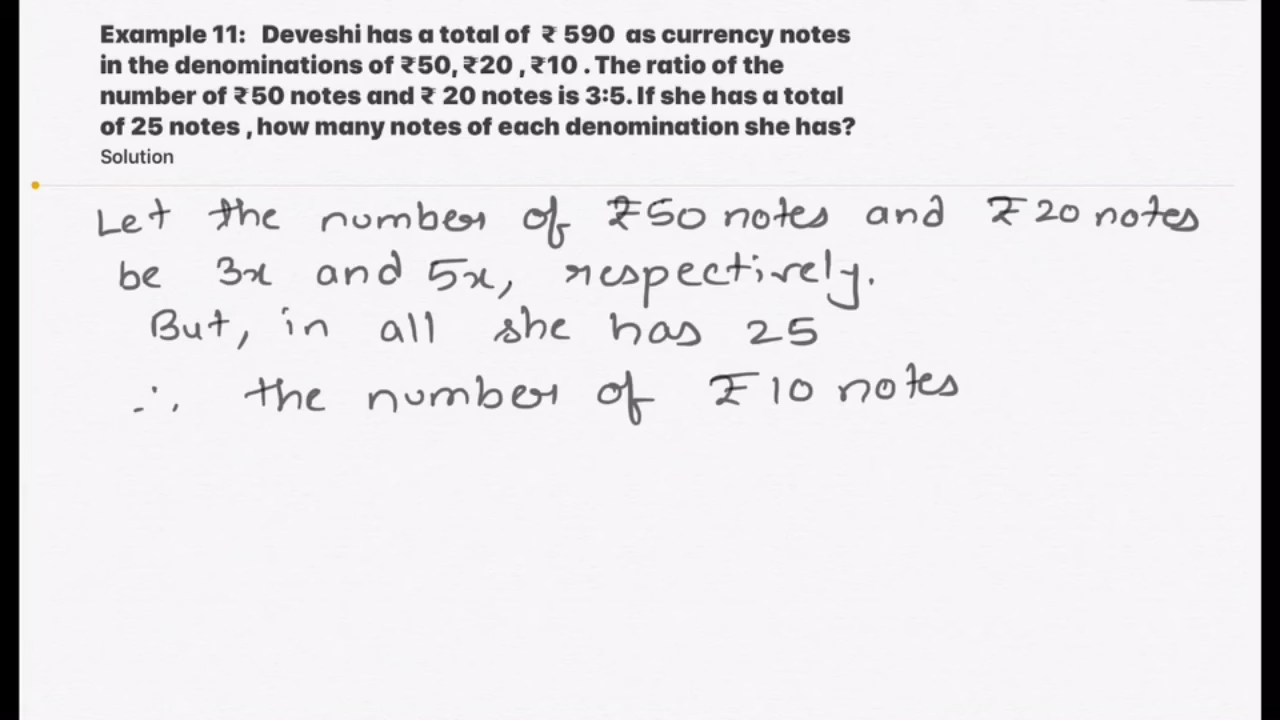 Example 11: Deveshi has a total of ₹ 590 as currency notes
in the denominations of ₹50, ₹20 , ₹10 . The ratio of the
number of ₹50 notes and ₹ 20 notes is 3:5. If she has a total
of 25 notes , how many notes of each denomination she has?
Solution
Let the number of ₹50 notes and ₹20 notes
be 3x and 5x, respectively.
But, in all she has 25
∴ the number of ₹10 notes